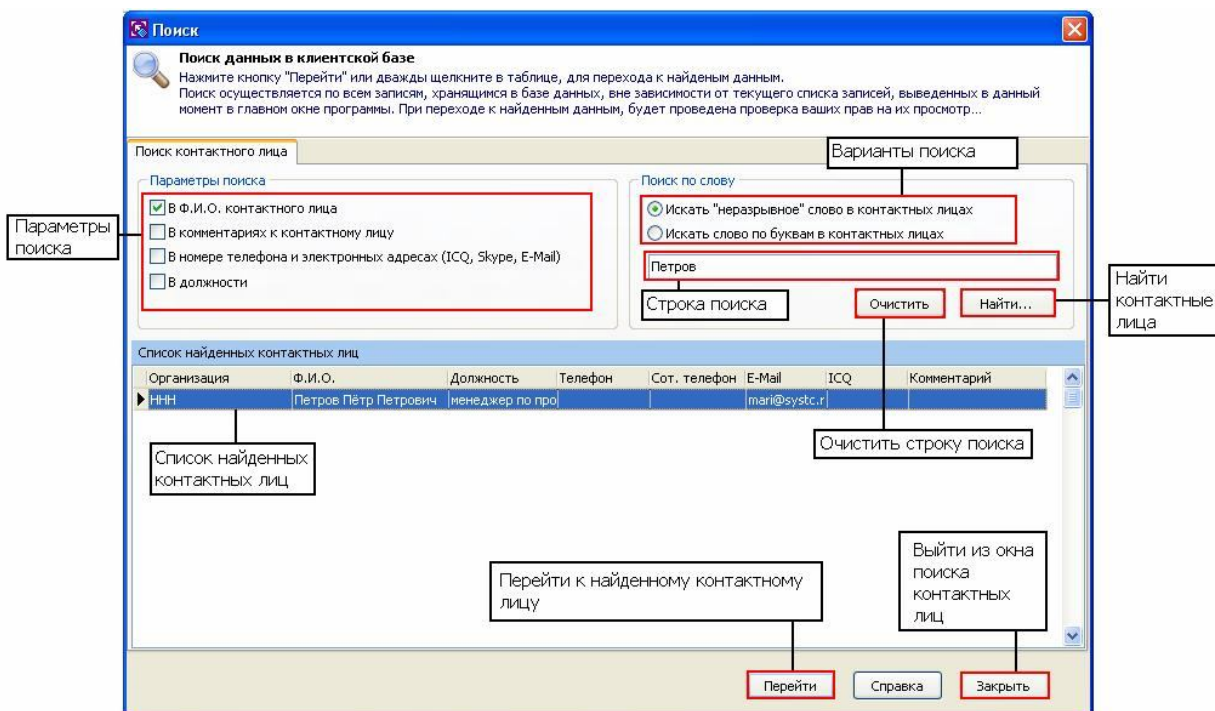 Поиск
Поиск данных в клиентской базе
Нажмите кнопку "Перейти" или дважды щелкните в таблице, для перехода к найденым данным.
Поиск осуществляется по всем записям, хранящимся в базе данных, вне зависимости от текущего списка записей, выведенных в данный
момент в главном окне программы. При переходе к найденным данным, будет проведена проверка ваших прав на их просмотр...
Поиск контактного лица
Варианты поиска
Параметры поиска
Поиск по слову
В Ф.И.О. контактного лица
В комментариях к контактному лицу
В номере телефона и электронных адресах (ICQ, Skype, E-Mail)
В должности
Параметры
поиска
Искать "неразрывное" слово в контактных лицах
Искать слово по буквам в контактных лицах
Петров
Строка поиска
Очистить
Найти...
Найти
контактные
лица
Список найденных контактных лиц
Организация Ф.И.О. Должность Телефон Сот. телефон E-Mail ICQ Комментарий
ННН Петров Пётр Петрович менеджер по про mari@systc.r
Список найденных
контактных лиц
Очистить строку поиска
Перейти к найденному контактному
лицу
Выйти из окна
поиска
контактных
лиц
Перейти
Справка
Закрыть